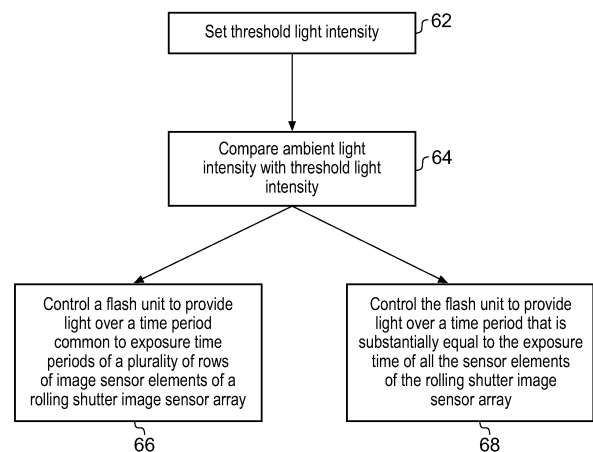 Set threshold light intensity
62
Compare ambient light
intensity with threshold light
intensity
64
Control a flash unit to provide
light over a time period
common to exposure time
periods of a plurality of rows
of image sensor elements of a
rolling shutter image sensor array
66
Control the flash unit to provide
light over a time period that is
substantially equal to the exposure
time of all the sensor elements
of the rolling shutter image
sensor array
68